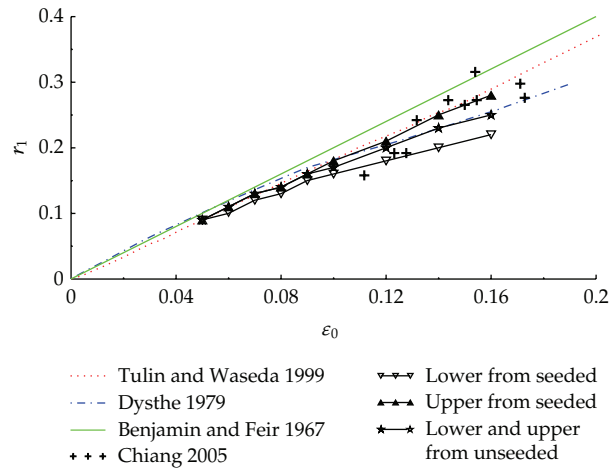 0.4
0.3
0.2
0.1
0
r₁
0 0.04 0.08 0.12 0.16 0.2
ε₀
Tulin and Waseda 1999
Dysthe 1979
Benjamin and Feir 1967
Chiang 2005
Lower from seeded
Upper from seeded
Lower and upper
from unseeded